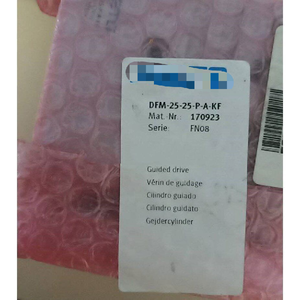 DFM-25-25-P-A-KF
Mat.-Nr.: 170923
Serie: FN08
Guided drive
Vérin de guidage
Cilindro guiado
Cilindro guidato
Gejdercylinder